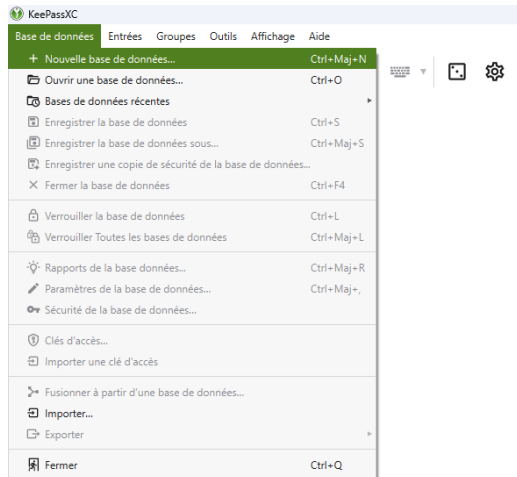 KeePassXC
Base de données Entrées Groupes Outils Affichage Aide
Nouvelle base de données... Ctrl+Maj+N
Ouvrir une base de données... Ctrl+O
Bases de données récentes
Enregistrer la base de données Ctrl+S
Enregistrer la base de données sous... Ctrl+Maj+S
Enregistrer une copie de sécurité de la base de données...
Fermer la base de données Ctrl+F4
Verrouiller la base de données Ctrl+L
Verrouiller Toutes les bases de données Ctrl+Maj+L
Rapports de la base données... Ctrl+Maj+R
Paramètres de la base de données... Ctrl+Maj+,
Sécurité de la base de données...
Clés d'accès...
Importer une clé d'accès
Fusionner à partir d'une base de données...
Importer...
Exporter
Fermer Ctrl+Q